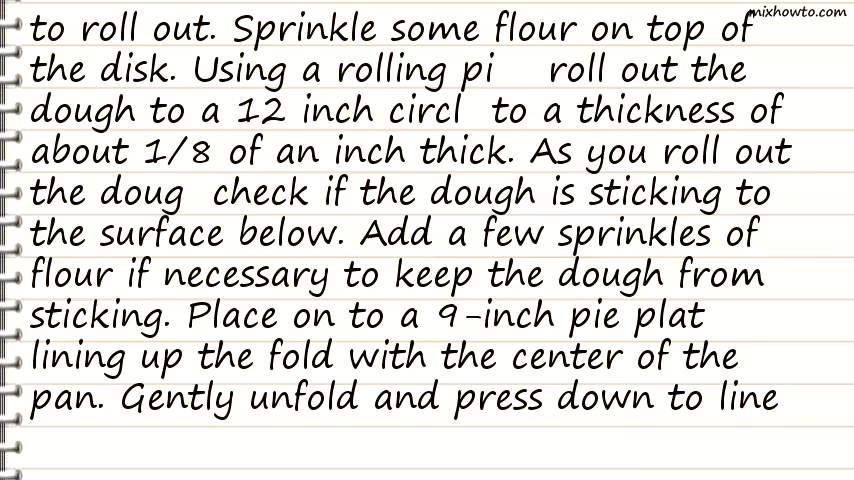 mixhowto.com
to roll out. Sprinkle some flour on top of
the disk. Using a rolling pi roll out the
dough to a 12 inch circl to a thickness of
about 1/8 of an inch thick. As you roll out
the doug check if the dough is sticking to
the surface below. Add a few sprinkles of
flour if necessary to keep the dough from
sticking. Place on to a 9-inch pie plat
lining up the fold with the center of the
pan. Gently unfold and press down to line